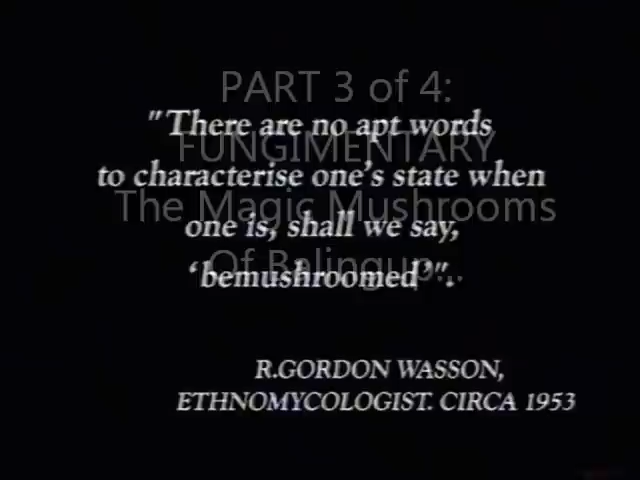 PART 3 of 4:
"There are no apt words
FUNGIMENTARY
to characterise one's state when
The Magic Mushrooms
one is, shall we say,
Of Balingup...
'bemushroomed'".
R.GORDON WASSON,
ETHNOMYCOLOGIST. CIRCA 1953